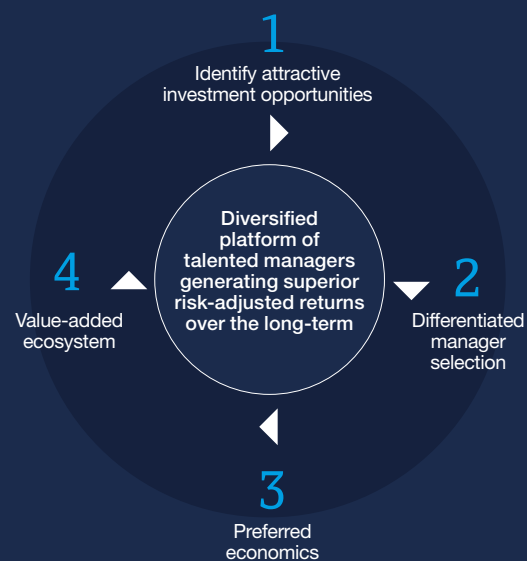 1
Identify attractive
investment opportunities
Diversified
platform of
talented managers
generating superior
risk-adjusted returns
over the long-term
2
Differentiated
manager
selection
3
Preferred
economics
4
Value-added
ecosystem